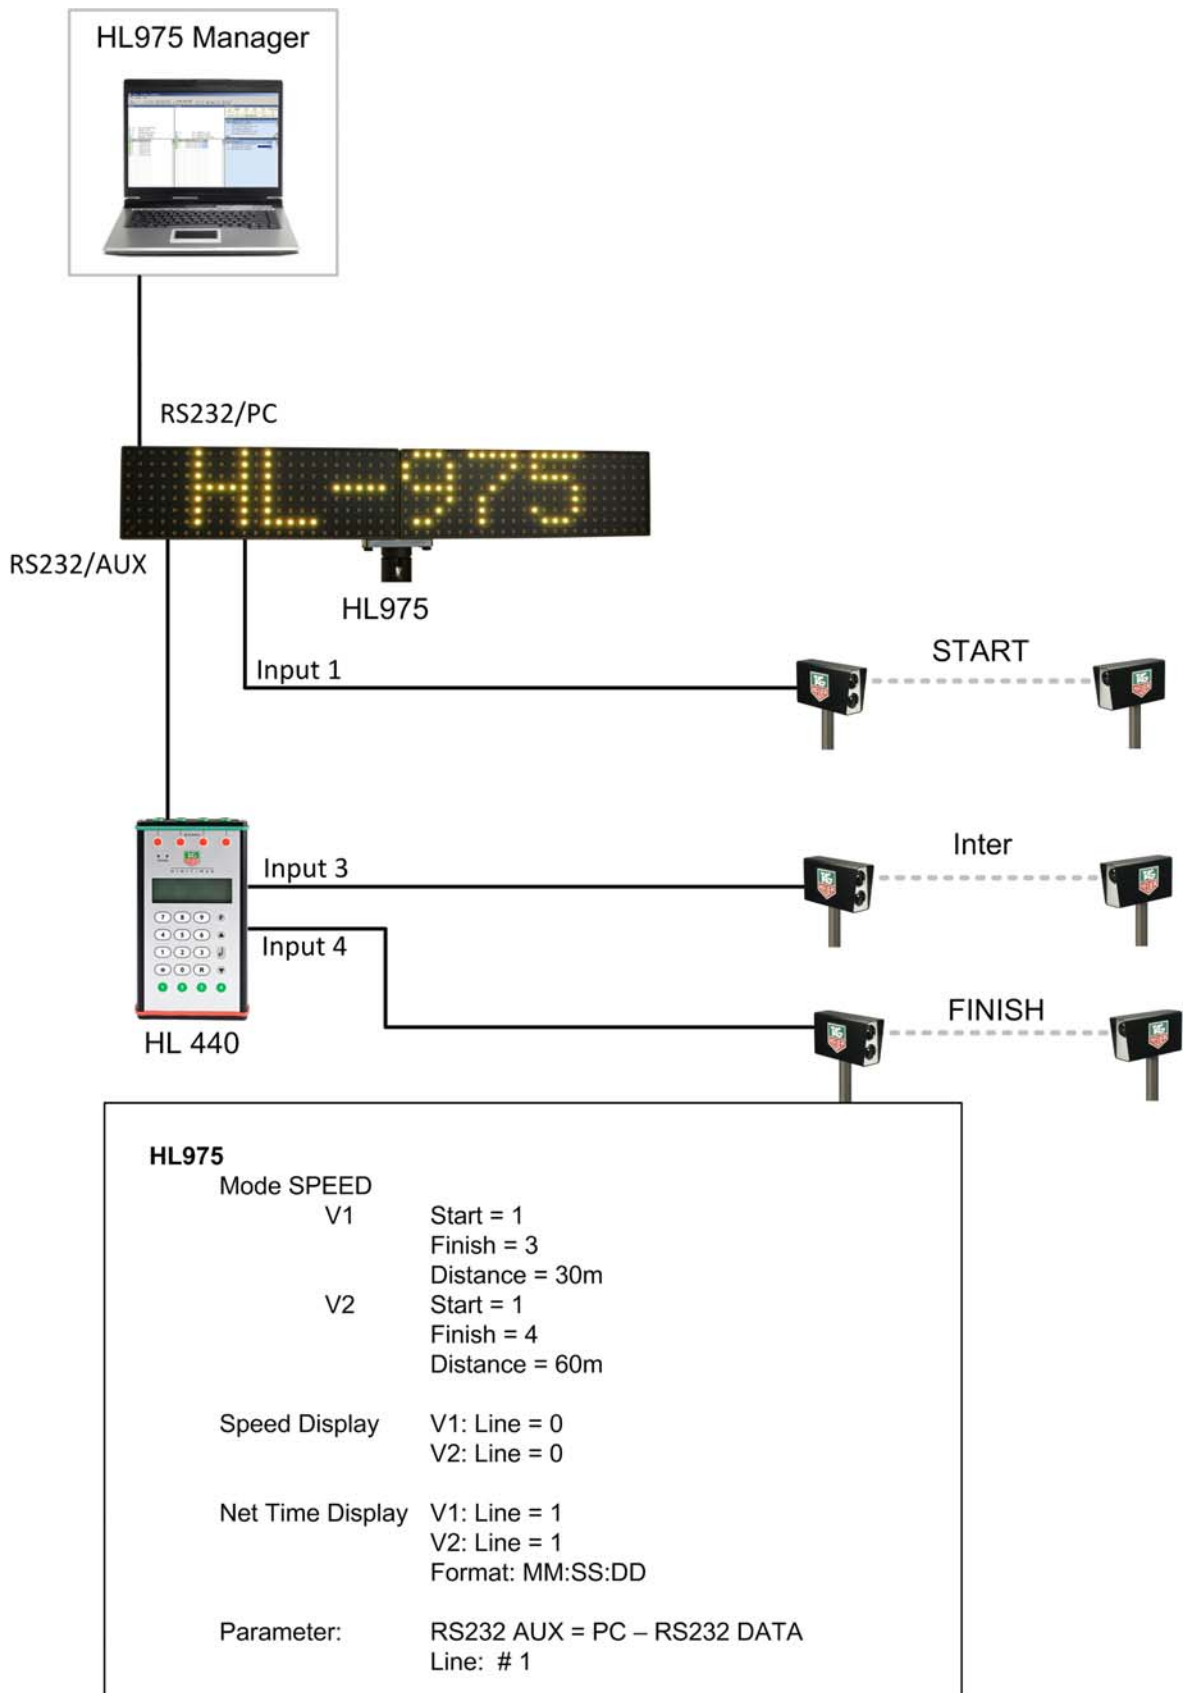 HL975 Manager
RS232/PC
HL-975
RS232/AUX
HL975
Input 1
START
Input 3
Inter
Input 4
FINISH
HL 440
HL975
Mode SPEED
V1 Start = 1
Finish = 3
Distance = 30m
V2 Start = 1
Finish = 4
Distance = 60m
Speed Display V1: Line = 0
V2: Line = 0
Net Time Display V1: Line = 1
V2: Line = 1
Format: MM:SS:DD
Parameter: RS232 AUX = PC – RS232 DATA
Line: # 1